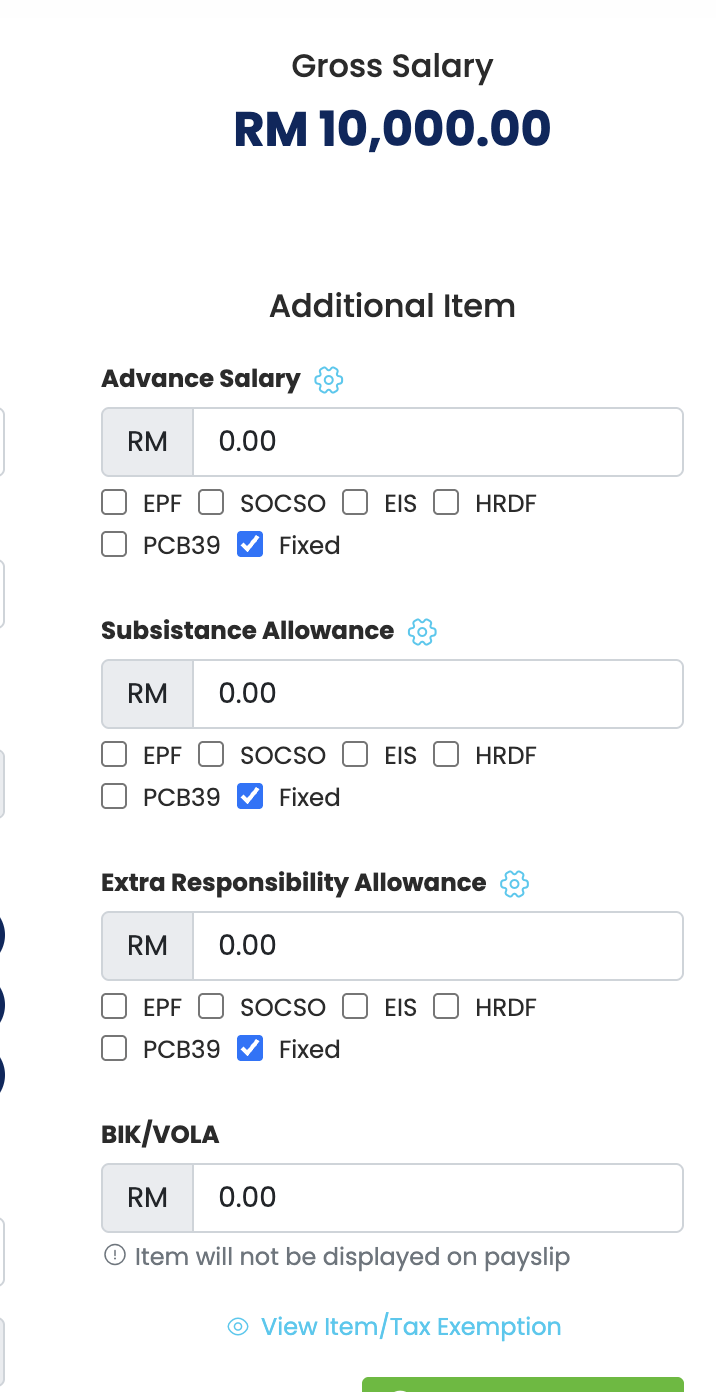 Gross Salary
RM 10,000.00
Additional Item
Advance Salary
RM 0.00
EPF SOCSO EIS HRDF
PCB39 Fixed
Subsistance Allowance
RM 0.00
EPF SOCSO EIS HRDF
PCB39 Fixed
Extra Responsibility Allowance
RM 0.00
EPF SOCSO EIS HRDF
PCB39 Fixed
BIK/VOLA
RM 0.00
Item will not be displayed on payslip
View Item/Tax Exemption